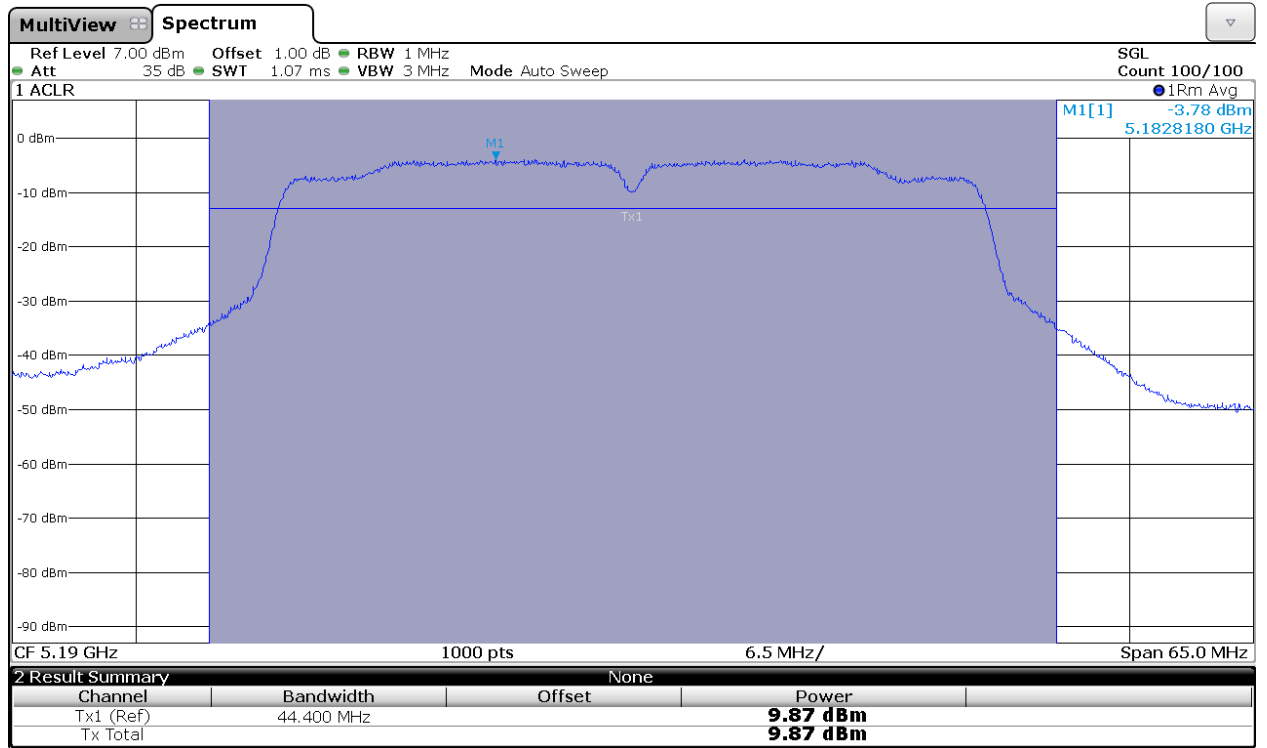 MultiView Spectrum
Ref Level 7.00 dBm Offset 1.00 dB RBW 1 MHz SGL
Att 35 dB SWT 1.07 ms VBW 3 MHz Mode Auto Sweep Count 100/100
1 ACLR 1Rm Avg
M1[1] -3.78 dBm
5.1828180 GHz
0 dBm
M1
-10 dBm
Tx1
-20 dBm
-30 dBm
-40 dBm
-50 dBm
-60 dBm
-70 dBm
-80 dBm
-90 dBm
CF 5.19 GHz 1000 pts 6.5 MHz/ Span 65.0 MHz
2 Result Summary None
Channel Bandwidth Offset Power
Tx1 (Ref) 44.400 MHz 9.87 dBm
Tx Total 9.87 dBm